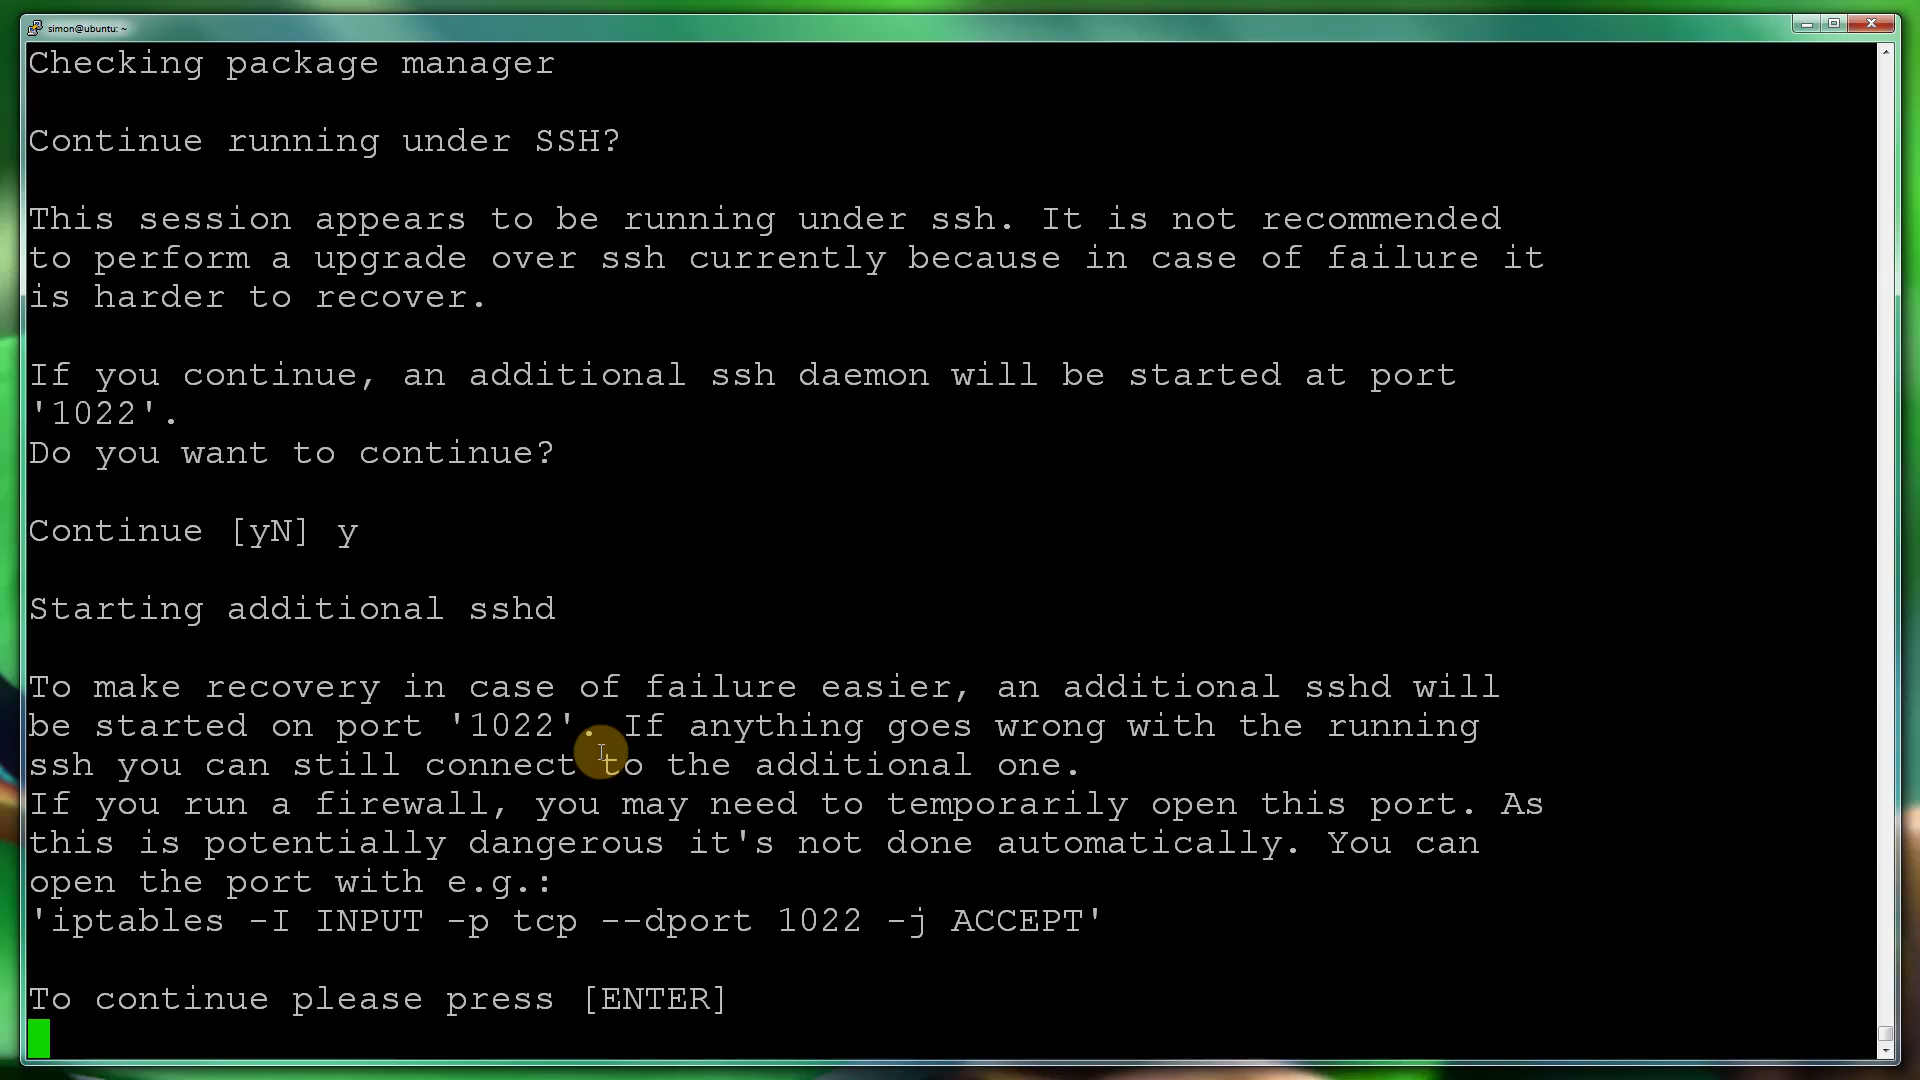 simon@ubuntu: ~
Checking package manager
Continue running under SSH?
This session appears to be running under ssh. It is not recommended
to perform a upgrade over ssh currently because in case of failure it
is harder to recover.
If you continue, an additional ssh daemon will be started at port
'1022'.
Do you want to continue?
Continue [yN] y
Starting additional sshd
To make recovery in case of failure easier, an additional sshd will
be started on port '1022'. If anything goes wrong with the running
ssh you can still connect to the additional one.
If you run a firewall, you may need to temporarily open this port. As
this is potentially dangerous it's not done automatically. You can
open the port with e.g.:
'iptables -I INPUT -p tcp --dport 1022 -j ACCEPT'
To continue please press [ENTER]